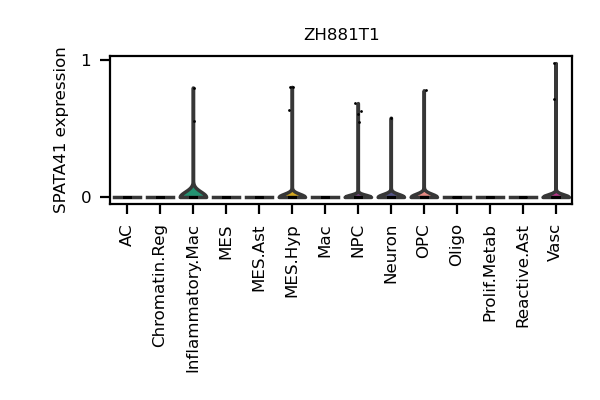 ZH881T1
SPATA41 expression
1
0
AC
Chromatin.Reg
Inflammatory.Mac
MES
MES.Ast
MES.Hyp
Mac
NPC
Neuron
OPC
Oligo
Prolif.Metab
Reactive.Ast
Vasc